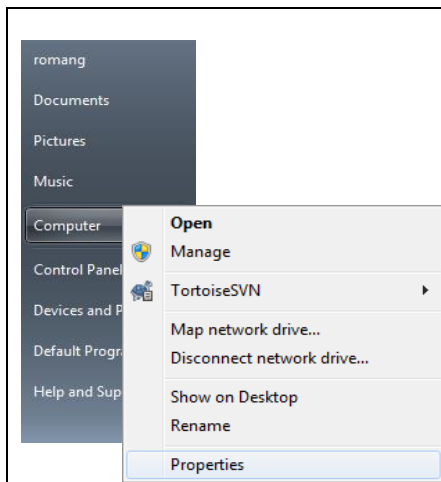 romang
Documents
Pictures
Music
Computer
Control Panel
Devices and P
Default Progr
Help and Sup
Open
Manage
TortoiseSVN
Map network drive...
Disconnect network drive...
Show on Desktop
Rename
Properties